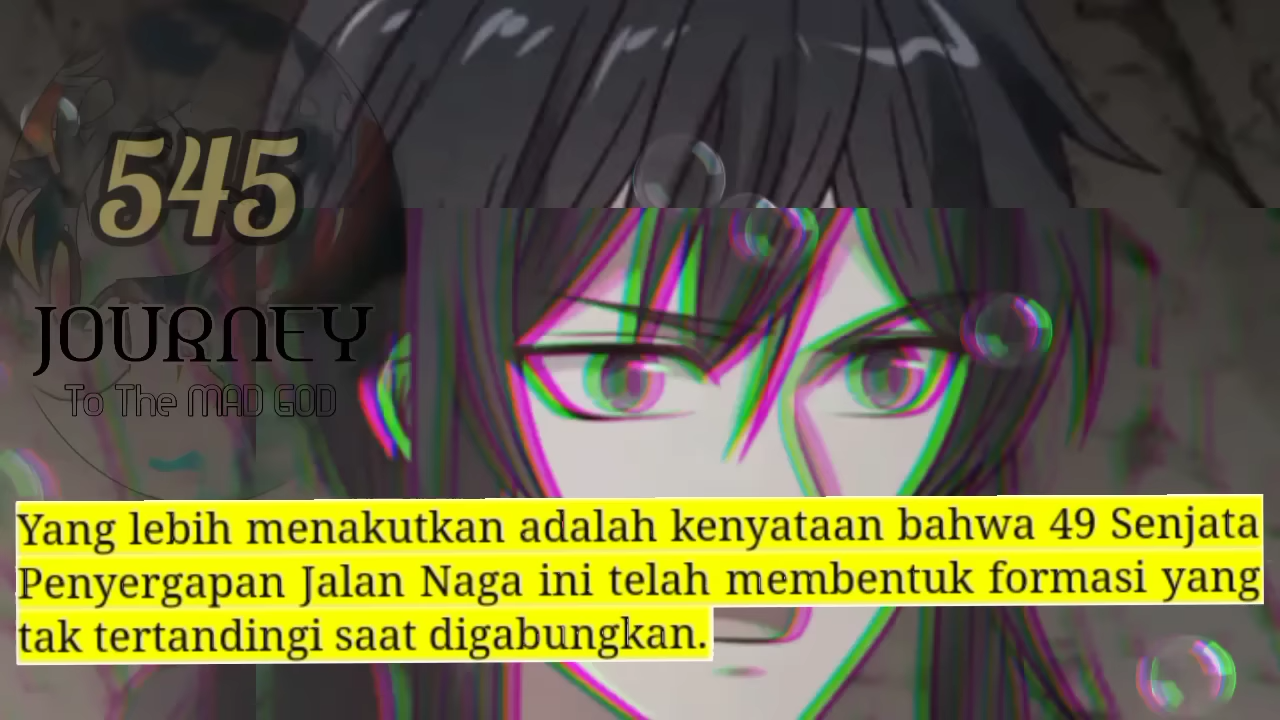 545
JOURNEY
To The MAD GOD
Yang lebih menakutkan adalah kenyataan bahwa 49 Senjata
Penyergapan Jalan Naga ini telah membentuk formasi yang
tak tertandingi saat digabungkan.